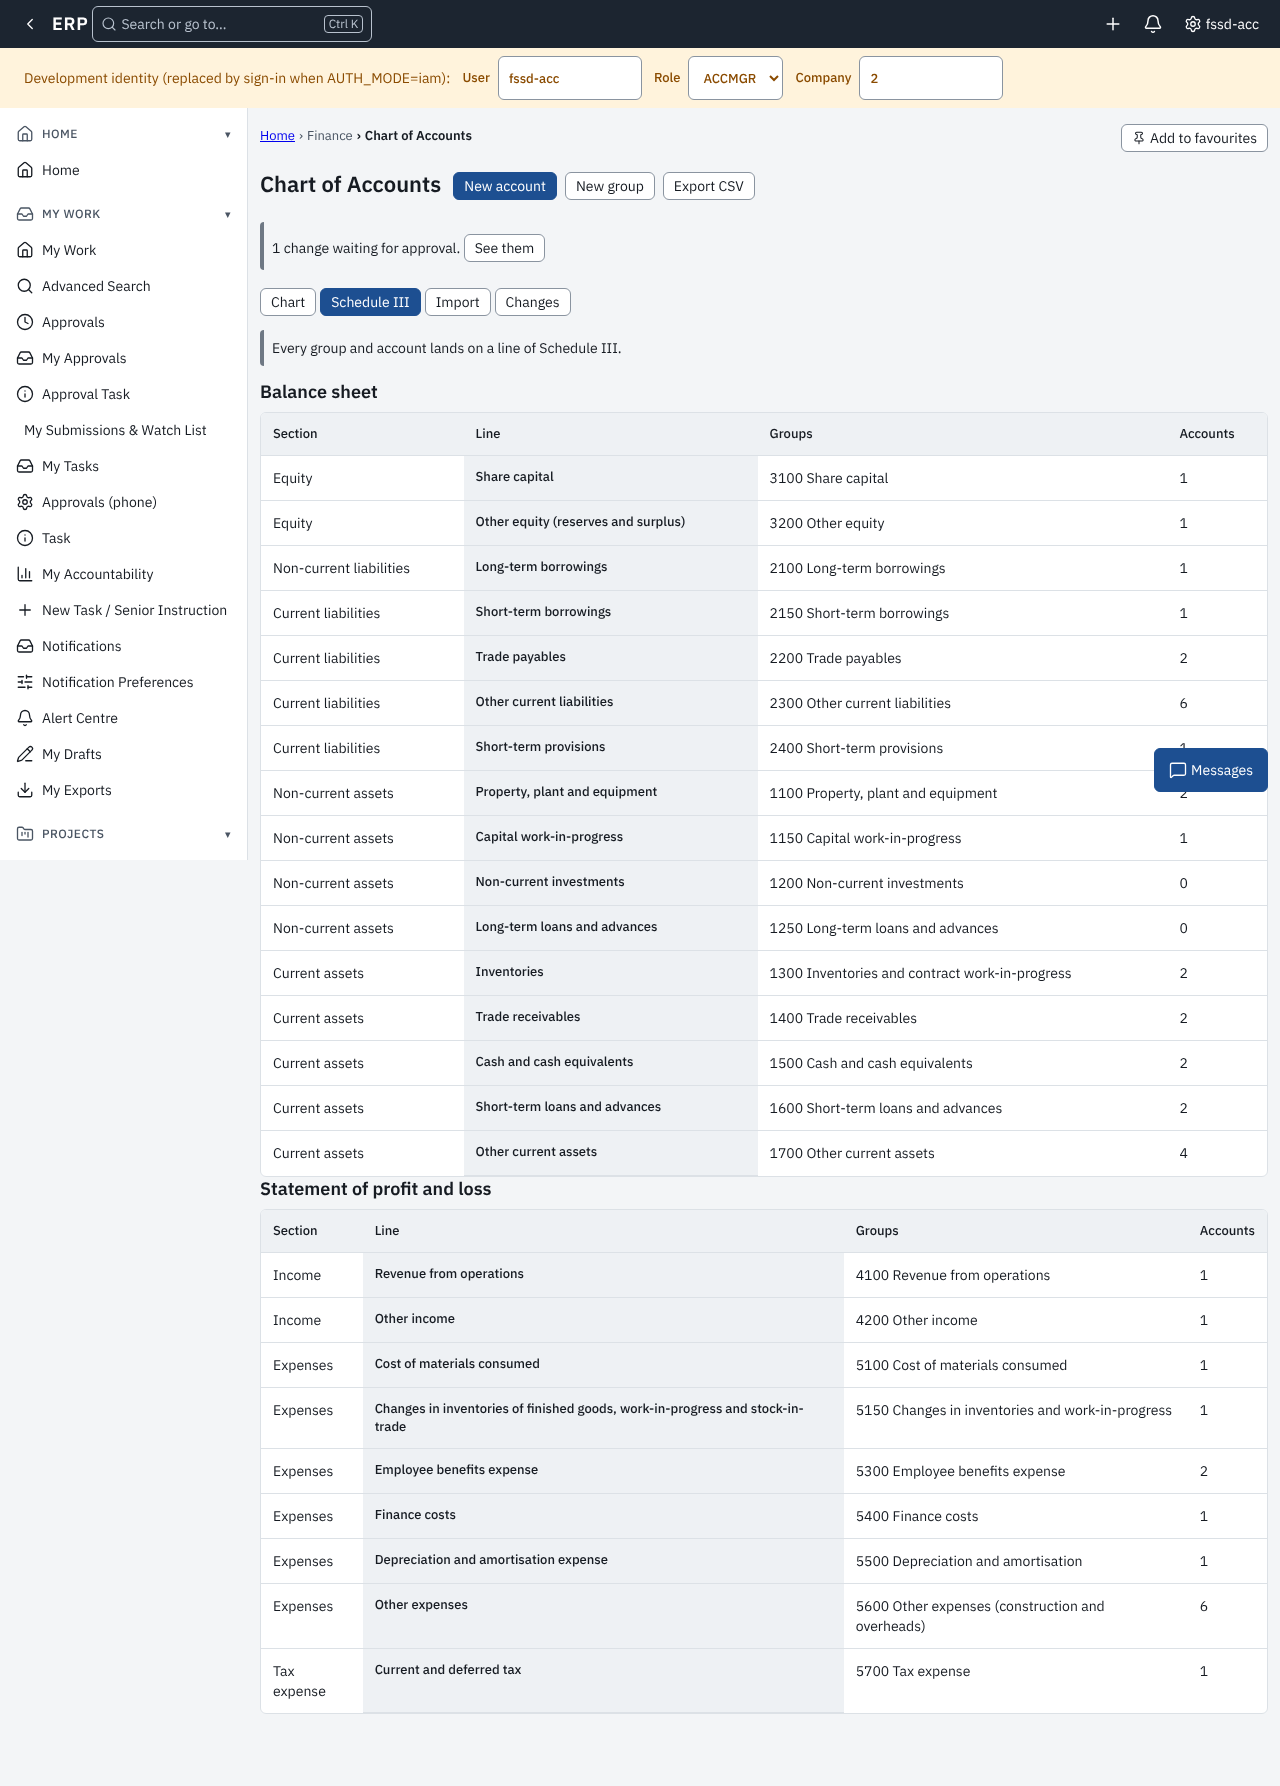 ERP Search or go to... Ctrl K fssd-acc
Development identity (replaced by sign-in when AUTH_MODE=iam): User fssd-acc Role ACCMGR Company 2
HOME
Home
MY WORK
My Work
Advanced Search
Approvals
My Approvals
Approval Task
My Submissions & Watch List
My Tasks
Approvals (phone)
Task
My Accountability
New Task / Senior Instruction
Notifications
Notification Preferences
Alert Centre
My Drafts
My Exports
PROJECTS
Home › Finance › Chart of Accounts
Add to favourites
Chart of Accounts New account New group Export CSV
1 change waiting for approval. See them
Chart Schedule III Import Changes
Every group and account lands on a line of Schedule III.
Balance sheet
Section Line Groups Accounts
Equity Share capital 3100 Share capital 1
Equity Other equity (reserves and surplus) 3200 Other equity 1
Non-current liabilities Long-term borrowings 2100 Long-term borrowings 1
Current liabilities Short-term borrowings 2150 Short-term borrowings 1
Current liabilities Trade payables 2200 Trade payables 2
Current liabilities Other current liabilities 2300 Other current liabilities 6
Current liabilities Short-term provisions 2400 Short-term provisions
Messages
Non-current assets Property, plant and equipment 1100 Property, plant and equipment 2
Non-current assets Capital work-in-progress 1150 Capital work-in-progress 1
Non-current assets Non-current investments 1200 Non-current investments 0
Non-current assets Long-term loans and advances 1250 Long-term loans and advances 0
Current assets Inventories 1300 Inventories and contract work-in-progress 2
Current assets Trade receivables 1400 Trade receivables 2
Current assets Cash and cash equivalents 1500 Cash and cash equivalents 2
Current assets Short-term loans and advances 1600 Short-term loans and advances 2
Current assets Other current assets 1700 Other current assets 4
Statement of profit and loss
Section Line Groups Accounts
Income Revenue from operations 4100 Revenue from operations 1
Income Other income 4200 Other income 1
Expenses Cost of materials consumed 5100 Cost of materials consumed 1
Expenses Changes in inventories of finished goods, work-in-progress and stock-in- 5150 Changes in inventories and work-in-progress 1
trade
Expenses Employee benefits expense 5300 Employee benefits expense 2
Expenses Finance costs 5400 Finance costs 1
Expenses Depreciation and amortisation expense 5500 Depreciation and amortisation 1
Expenses Other expenses 5600 Other expenses (construction and 6
overheads)
Tax Current and deferred tax 5700 Tax expense 1
expense